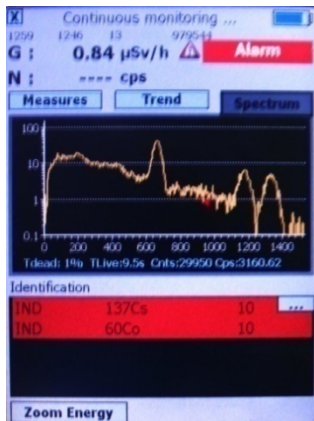 X Continuous monitoring ...
1259 1246 13 979544
G : 0.84 µSv/h Alarm
N : ---- cps
Measures Trend Spectrum
100
10
1
0.1
0 200 400 600 800 1000 1200 1400
Tdead: 1% TLive:9.5s Cnts:29950 Cps:3160.62
Identification
IND 137Cs 10 ...
IND 60Co 10
Zoom Energy